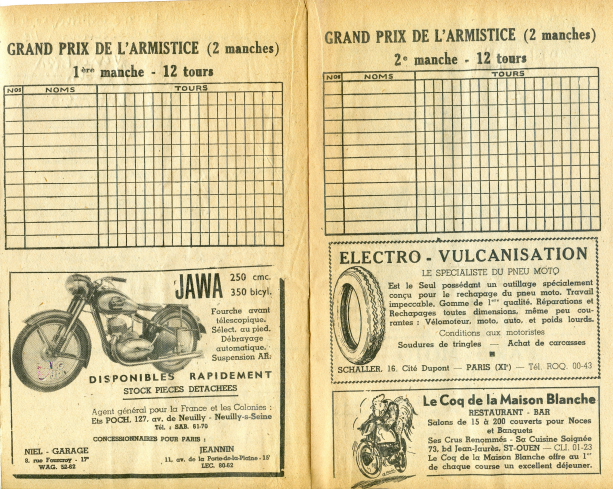 GRAND PRIX DE L'ARMISTICE (2 manches)
1ère manche - 12 tours
Nos NOMS TOURS
JAWA 250 cmc.
350 bicyl.
Fourche avant
télescopique.
Sélect. au pied.
Débrayage
automatique.
Suspension AR.
DISPONIBLES RAPIDEMENT
STOCK PIECES DETACHEES
Agent général pour la France et les Colonies :
Ets POCH, 127, av. de Neuilly - Neuilly-s-Seine
Tél. : SAB. 61-70
CONCESSIONNAIRES POUR PARIS :
NIEL - GARAGE
8, rue Fourcroy - 17e
WAG. 52-62
JEANNIN
11, av. de la Porte-de-la-Plaine - 15e
LEC. 88-62
GRAND PRIX DE L'ARMISTICE (2 manches)
2e manche - 12 tours
Nos NOMS TOURS
ELECTRO - VULCANISATION
LE SPECIALISTE DU PNEU MOTO
Est le Seul possédant un outillage spécialement
conçu pour le rechapage du pneu moto. Travail
impeccable. Gomme de 1re qualité. Réparations et
Rechapages toutes dimensions, même peu cou-
rantes : Vélomoteur, moto, auto, et poids lourds.
Conditions aux motoristes
Soudures de tringles — Achat de carcasses
SCHALLER, 16, Cité Dupont — PARIS (XIe) — Tél. ROQ. 00-43
Le Coq de la Maison Blanche
RESTAURANT - BAR
Salons de 15 à 200 couverts pour Noces
et Banquets
Ses Crus Renommés - Sa Cuisine Soignée
73, bd Jean-Jaurès, ST-OUEN — CLI. 01-23
Le Coq de la Maison Blanche offre au 1er
de chaque course un excellent déjeuner.